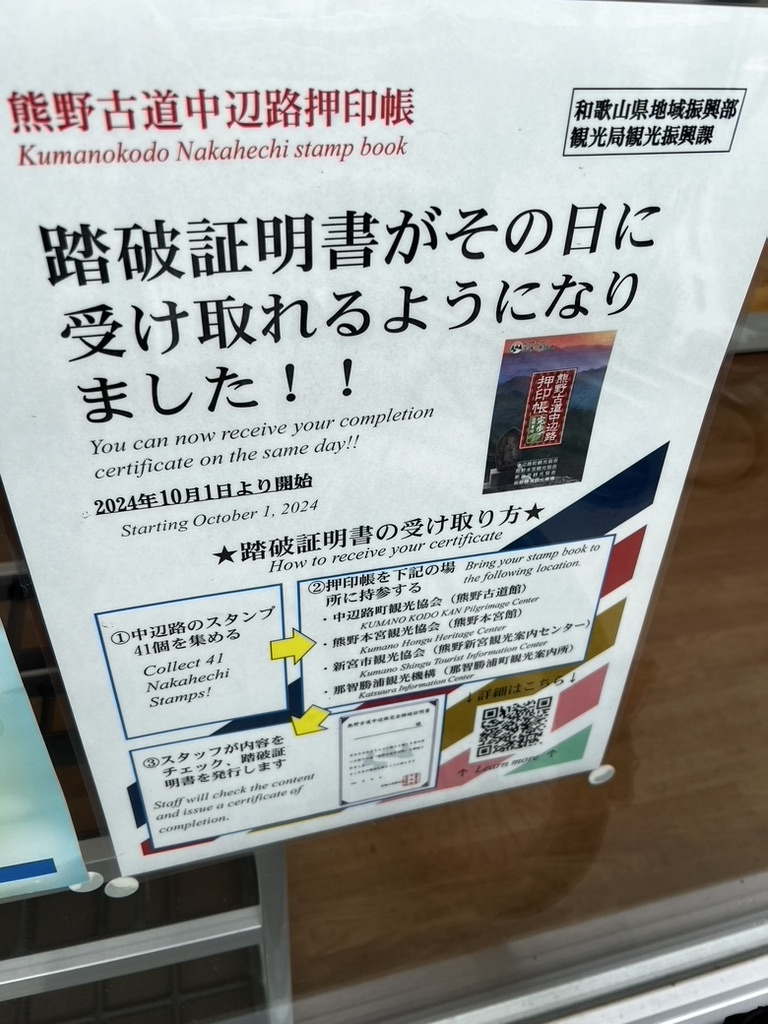 熊野古道中辺路押印帳
Kumanokodo Nakahechi stamp book
和歌山県地域振興部
観光局観光振興課
踏破証明書がその日に
受け取れるようになり
ました！！
You can now receive your completion
certificate on the same day!!
2024年10月1日より開始
Starting October 1, 2024
熊野古道中辺路
押印帳
★踏破証明書の受け取り方★
How to receive your certificate
①中辺路のスタンプ
41個を集める
Collect 41
Nakahechi
Stamps!
②押印帳を下記の場
所に持参する
Bring your stamp book to
the following location.
・中辺路町観光協会（熊野古道館）
KUMANO KODO KAN Pilgrimage Center
・熊野本宮観光協会（熊野本宮館）
Kumano Hongu Heritage Center
・新宮市観光協会（熊野新宮観光案内センター）
Kumano Shingu Tourist Information Center
・那智勝浦観光機構（那智勝浦町観光案内所）
Katsuura Information Center
③スタッフが内容を
チェック、踏破証
明書を発行します
Staff will check the content
and issue a certificate of
completion.
↓詳細はこちら↓
↑ Learn more ↑